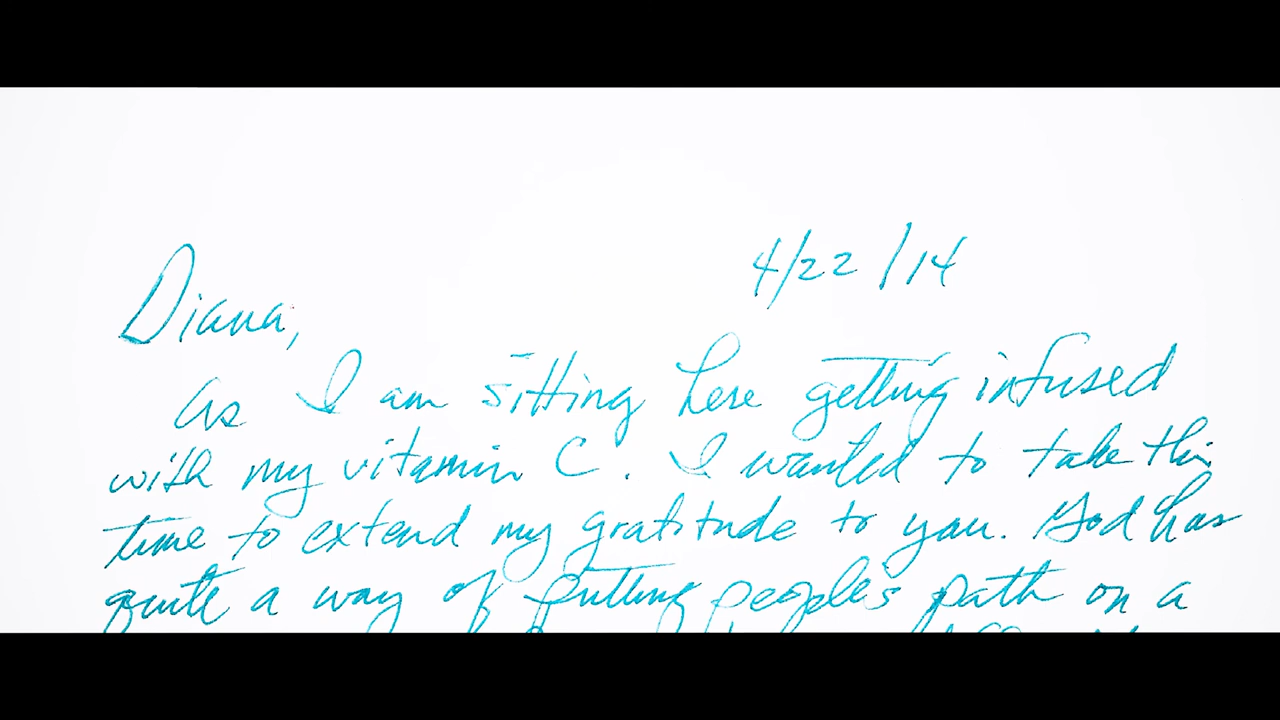 4/22/14
Diana,
as I am sitting here getting infused
with my vitamin C. I wanted to take this
time to extend my gratitude to you. God has
quite a way of putting people's path on a